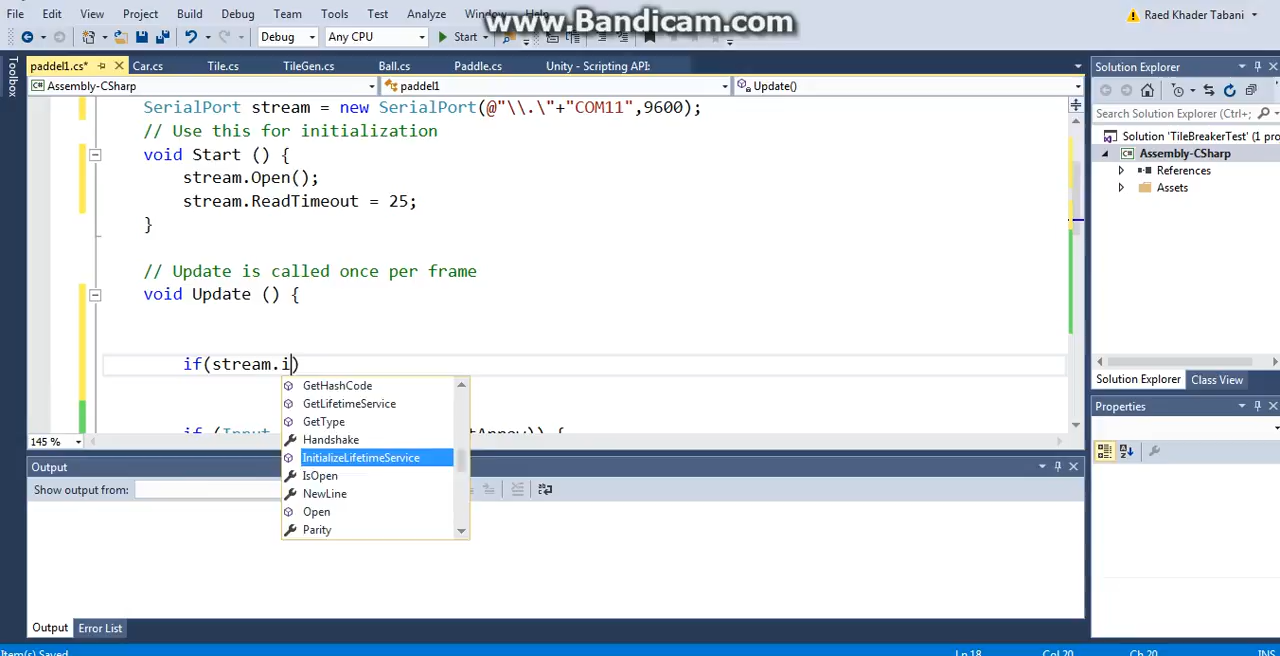 File Edit View Project Build Debug Team Tools Test Analyze Window Help
www.Bandicam.com
Raed Khader Tabani
Debug Any CPU Start
paddel1.cs* Car.cs Tile.cs TileGen.cs Ball.cs Paddle.cs Unity - Scripting API:
Assembly-CSharp paddel1 Update()
Toolbox
SerialPort stream = new SerialPort(@"\\.\"+"COM11",9600);
// Use this for initialization
void Start () {
stream.Open();
stream.ReadTimeout = 25;
}
// Update is called once per frame
void Update () {
if(stream.i)
GetHashCode
GetLifetimeService
GetType
Handshake
InitializeLifetimeService
IsOpen
NewLine
Open
Parity
if (Input
145 %
Output
Show output from:
Output Error List
Solution Explorer
Search Solution Explorer (Ctrl+;
Solution 'TileBreakerTest' (1 pro
Assembly-CSharp
References
Assets
Solution Explorer Class View
Properties
Item(s) Saved Ln 18 Col 20 Ch 20 INS